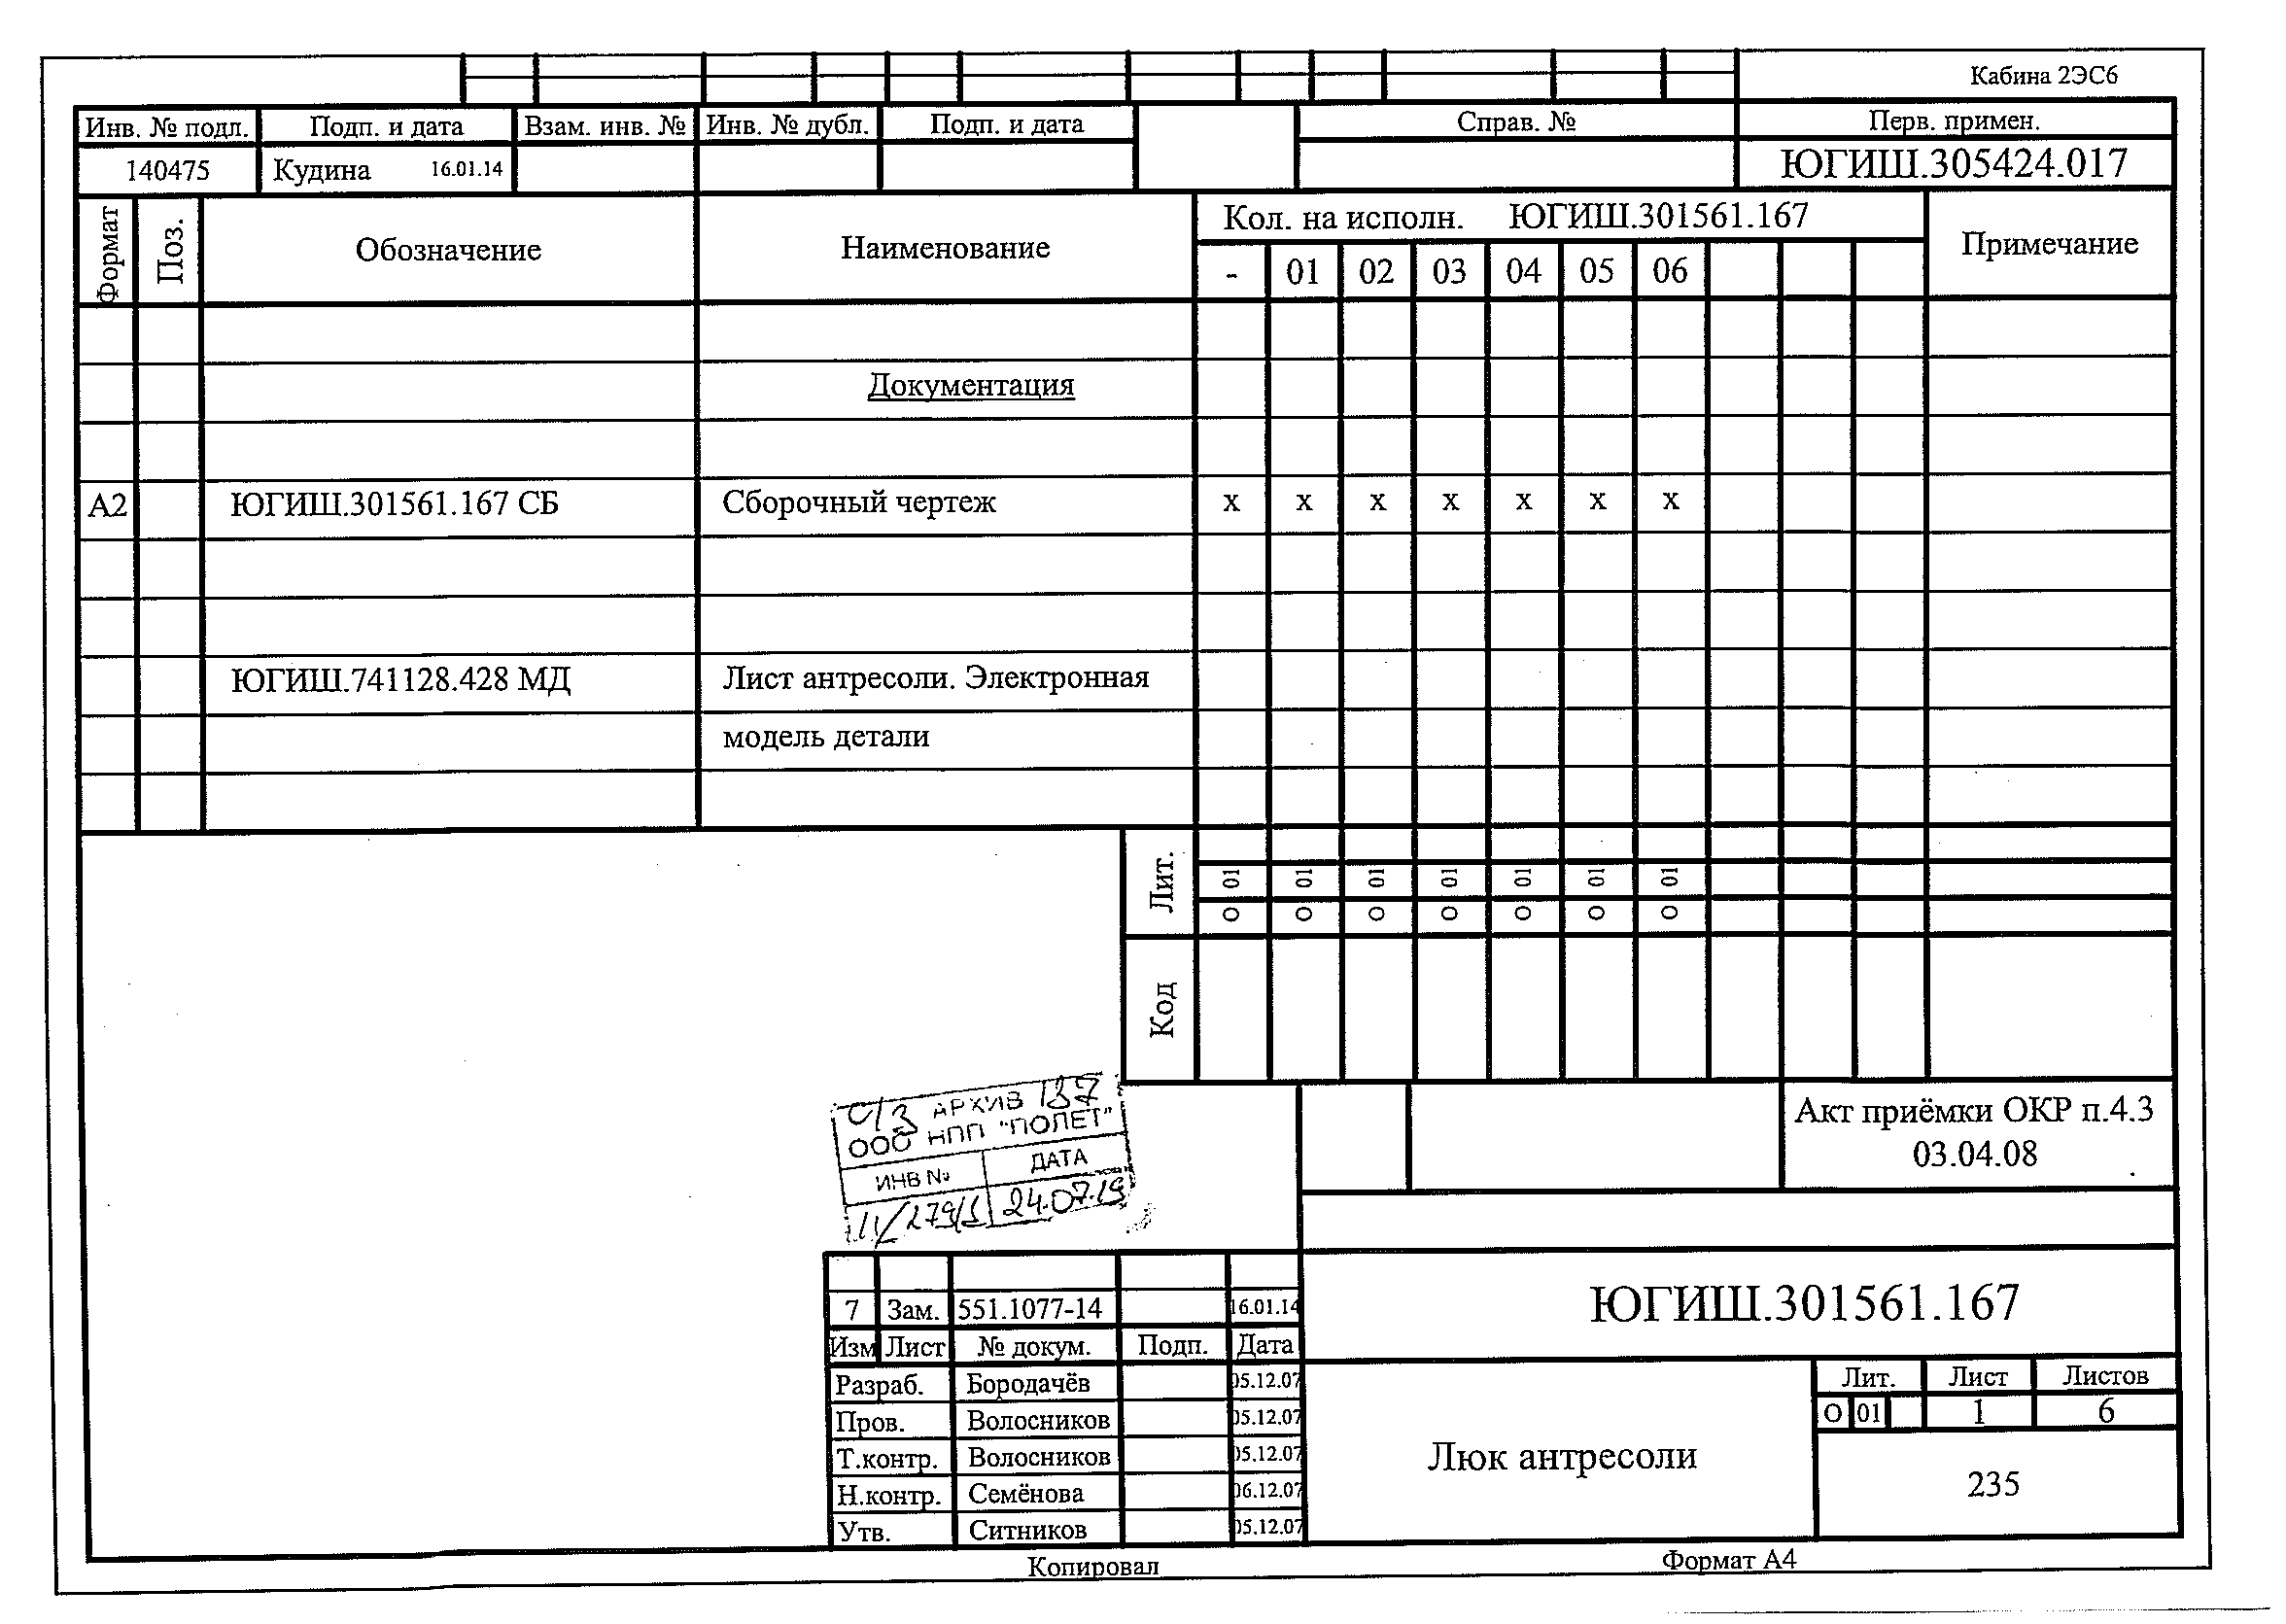 Кабина 2ЭС6
Инв. № подл. Подп. и дата Взам. инв. № Инв. № дубл. Подп. и дата Справ. № Перв. примен.
140475 Кудина 16.01.14 ЮГИШ.305424.017
Формат Поз. Обозначение Наименование Кол. на исполн. ЮГИШ.301561.167 Примечание
- 01 02 03 04 05 06
Документация
А2 ЮГИШ.301561.167 СБ Сборочный чертеж х х х х х х х
ЮГИШ.741128.428 МД Лист антресоли. Электронная
модель детали
Лит. 01 01 01 01 01 01 01
О О О О О О О
Код
С/З АРХИВ 137
ООО НПП "ПОЛЕТ"
ИНВ № ДАТА
24.07.19
Акт приёмки ОКР п.4.3
03.04.08
7 Зам. 551.1077-14 16.01.14
Изм Лист № докум. Подп. Дата
ЮГИШ.301561.167
Разраб. Бородачёв 05.12.07
Пров. Волосников 05.12.07
Т.контр. Волосников 05.12.07
Н.контр. Семёнова 06.12.07
Утв. Ситников 05.12.07
Люк антресоли
Лит. Лист Листов
О 01 1 6
235
Копировал Формат А4